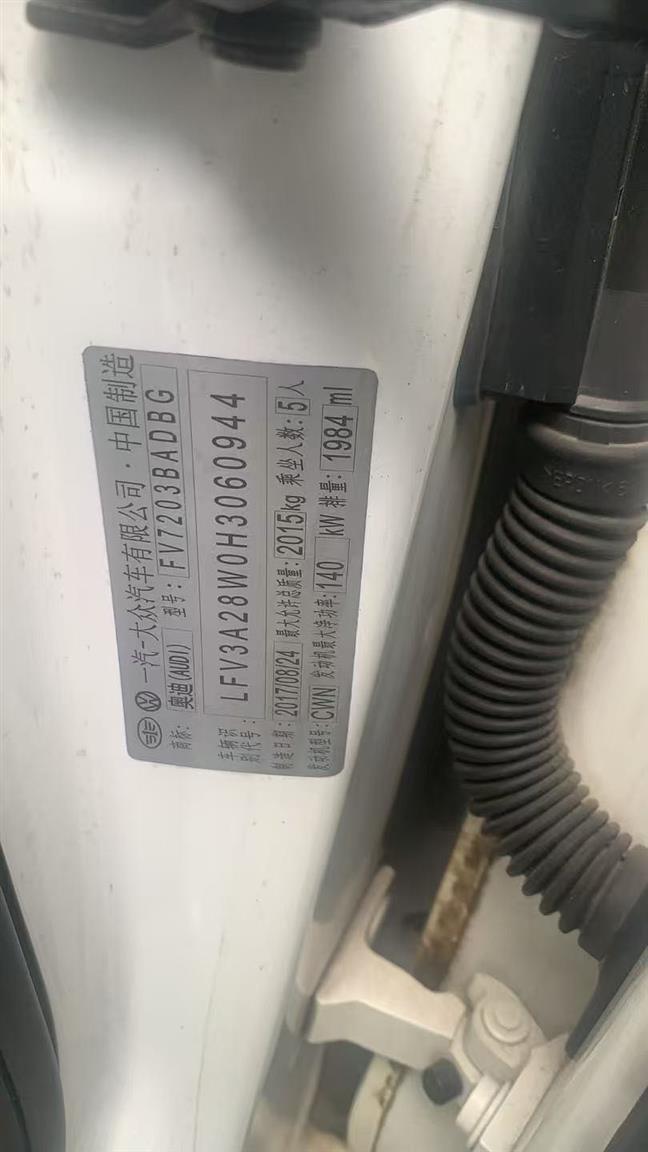 一汽-大众汽车有限公司·中国制造
商标: 奥迪(AUDI) 型号: FV7203BADBG
车辆识别代号: LFV3A28W0H3060944
制造日期: 2017/08/24 最大允许总质量: 2015kg 乘坐人数: 5人
发动机型号: CWN 发动机最大净功率: 140 kW 排量: 1984 ml